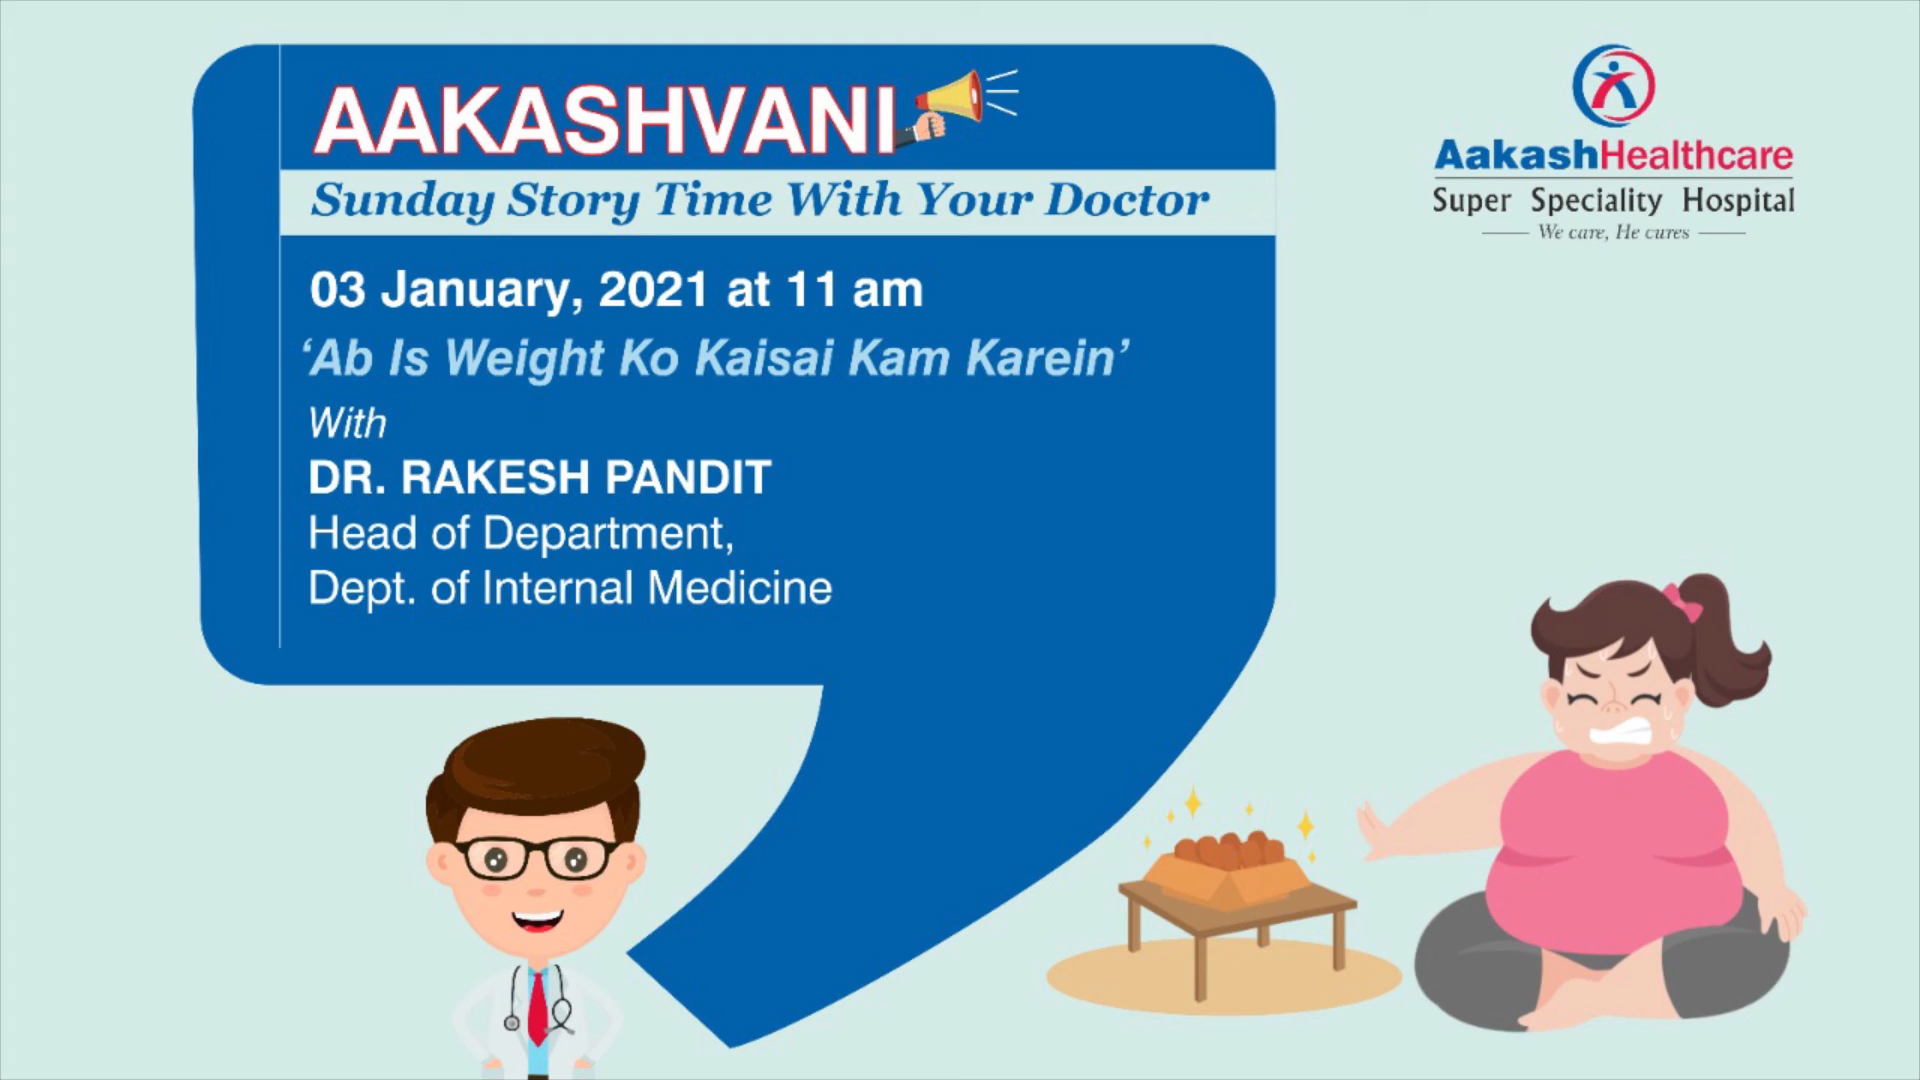 AAKASHVANI
Sunday Story Time With Your Doctor
03 January, 2021 at 11 am
‘Ab Is Weight Ko Kaisai Kam Karein’
With
DR. RAKESH PANDIT
Head of Department,
Dept. of Internal Medicine
AakashHealthcare
Super Speciality Hospital
We care, He cures